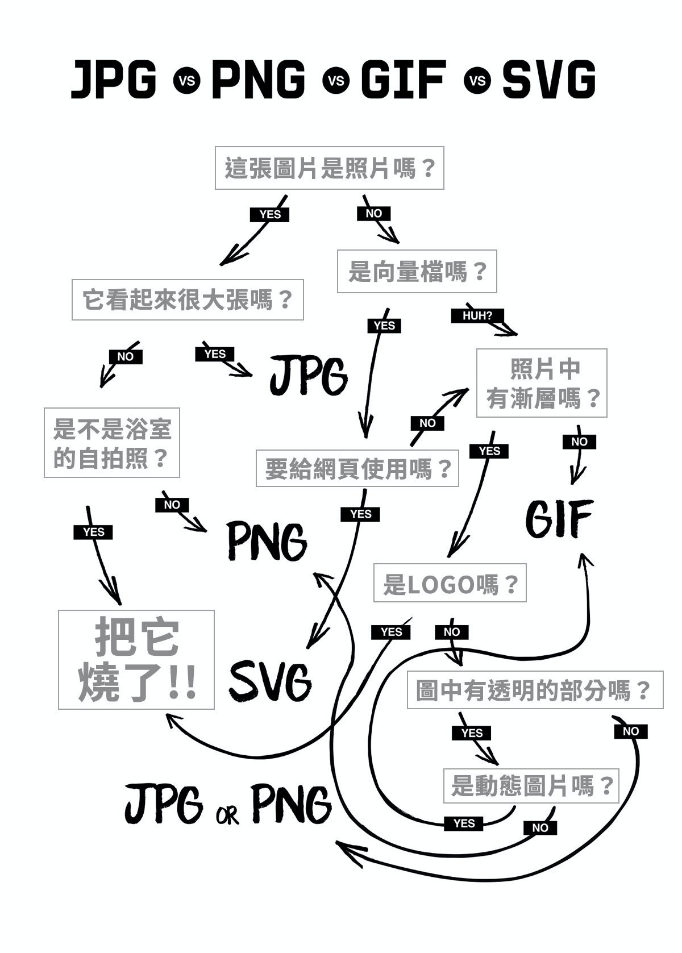 JPG VS PNG VS GIF VS SVG
這張圖片是照片嗎？
YES
NO
是向量檔嗎？
它看起來很大張嗎？
YES
HUH?
NO
YES
JPG
照片中
有漸層嗎？
是不是浴室
的自拍照？
NO
YES
NO
要給網頁使用嗎？
YES
NO
YES
GIF
PNG
是LOGO嗎？
把它
燒了!!
YES
NO
SVG
圖中有透明的部分嗎？
YES
NO
是動態圖片嗎？
JPG OR PNG
YES
NO